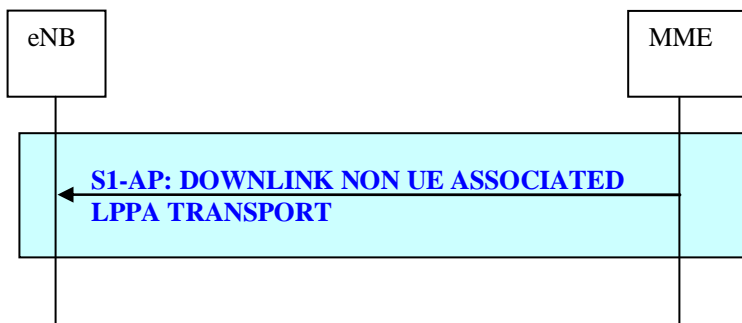 eNB
MME
S1-AP: DOWNLINK NON UE ASSOCIATED
LPPA TRANSPORT